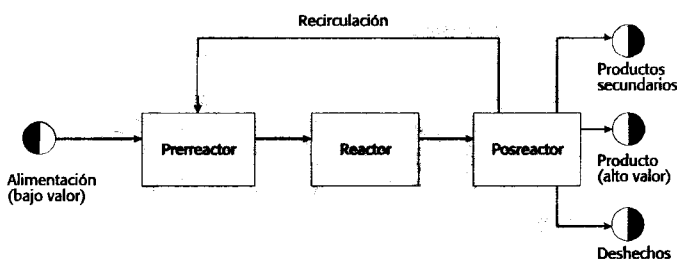 Recirculación
Productos
secundarios
Prerreactor
Reactor
Posreactor
Alimentación
(bajo valor)
Producto
(alto valor)
Deshechos